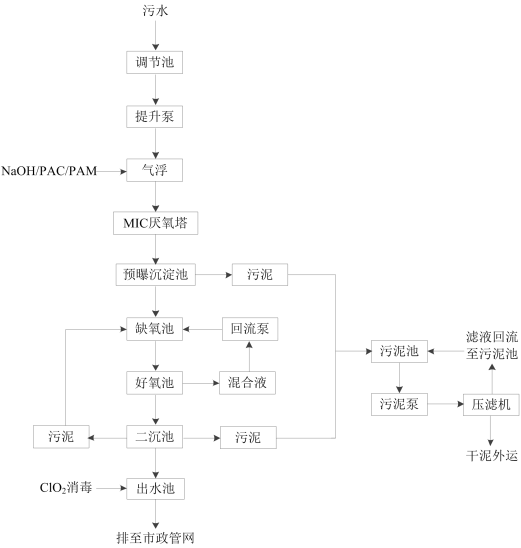 污水
调节池
提升泵
NaOH/PAC/PAM
气浮
MIC厌氧塔
预曝沉淀池
污泥
缺氧池
回流泵
污泥池
滤液回流
至污泥池
好氧池
混合液
污泥泵
压滤机
污泥
二沉池
污泥
干泥外运
ClO₂消毒
出水池
排至市政管网